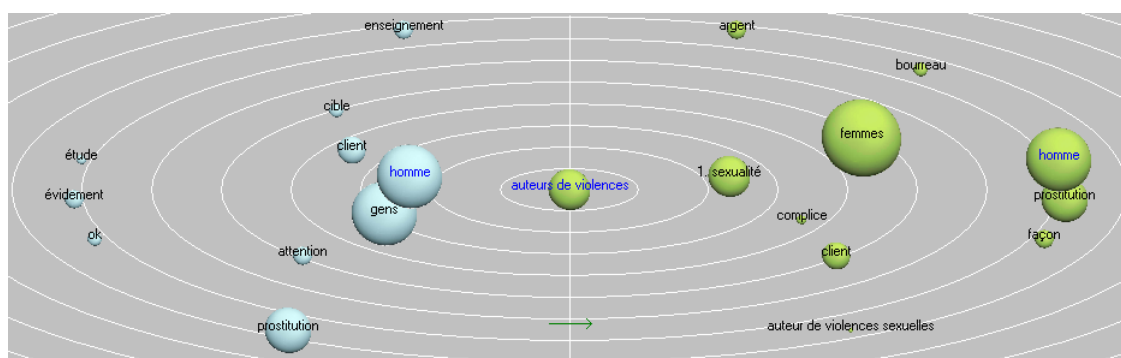 enseignement
argent
bourreau
cible
femmes
client
étude
homme
homme
1. sexualité
auteurs de violences
évidement
prostitution
gens
complice
ok
façon
attention
client
prostitution
auteur de violences sexuelles